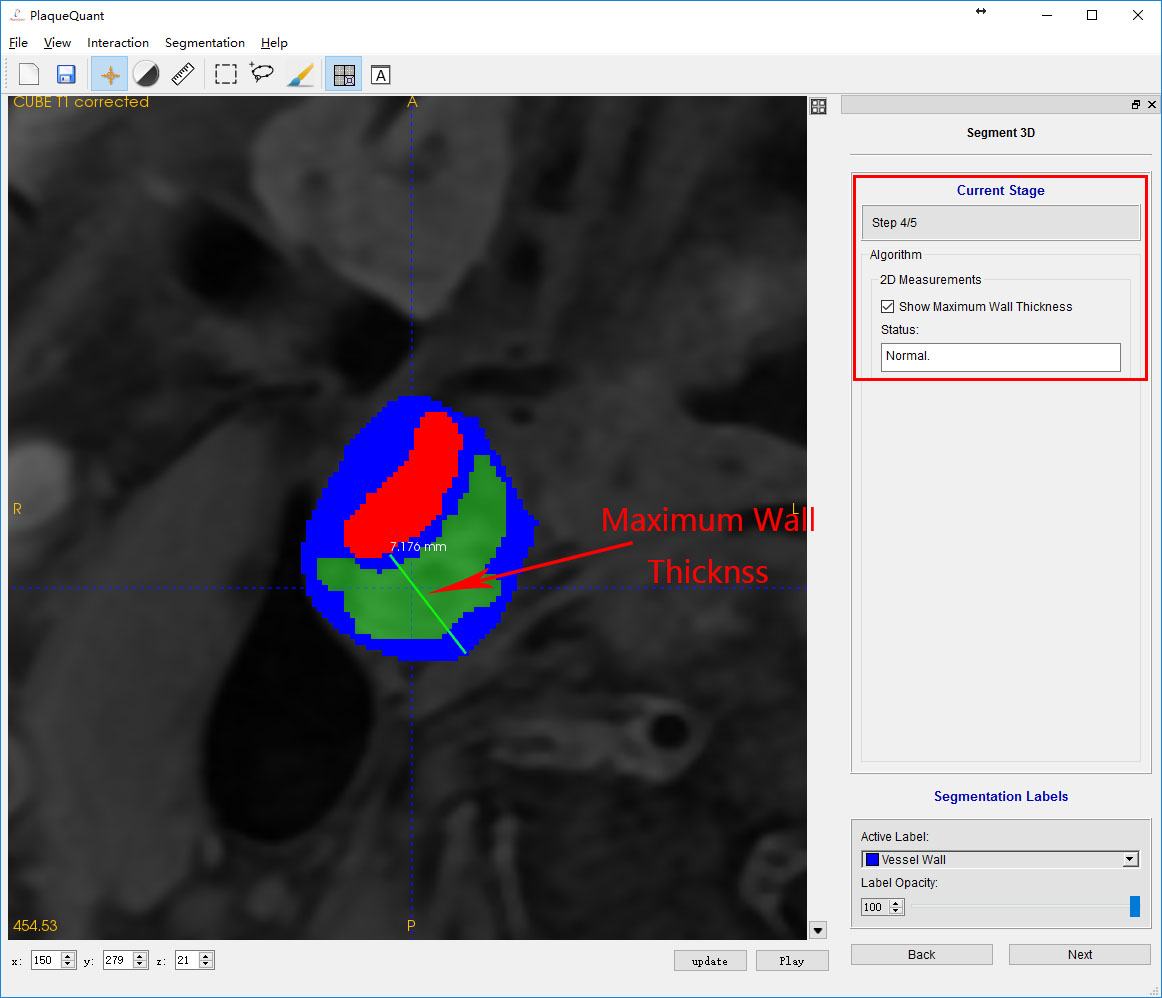 PlaqueQuant
File View Interaction Segmentation Help
A
CUBE T1 corrected
A
R
L
7.176 mm
Maximum Wall
Thicknss
454.53
P
x: 150 y: 279 z: 21 update Play
Segment 3D
Current Stage
Step 4/5
Algorithm
2D Measurements
Show Maximum Wall Thickness
Status:
Normal.
Segmentation Labels
Active Label:
Vessel Wall
Label Opacity:
100
Back Next